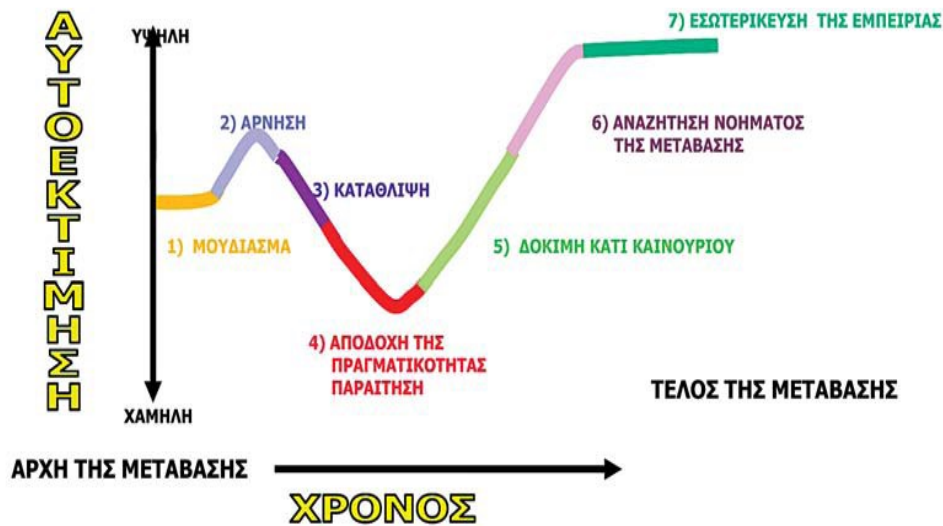 ΑΥΤΟΕΚΤΙΜΗΣΗ
ΥΨΗΛΗ
7) ΕΣΩΤΕΡΙΚΕΥΣΗ ΤΗΣ ΕΜΠΕΙΡΙΑΣ
2) ΑΡΝΗΣΗ
6) ΑΝΑΖΗΤΗΣΗ ΝΟΗΜΑΤΟΣ
ΤΗΣ ΜΕΤΑΒΑΣΗΣ
3) ΚΑΤΑΘΛΙΨΗ
1) ΜΟΥΔΙΑΣΜΑ
5) ΔΟΚΙΜΗ ΚΑΤΙ ΚΑΙΝΟΥΡΙΟΥ
4) ΑΠΟΔΟΧΗ ΤΗΣ
ΠΡΑΓΜΑΤΙΚΟΤΗΤΑΣ
ΠΑΡΑΙΤΗΣΗ
ΧΑΜΗΛΗ
ΤΕΛΟΣ ΤΗΣ ΜΕΤΑΒΑΣΗΣ
ΑΡΧΗ ΤΗΣ ΜΕΤΑΒΑΣΗΣ
ΧΡΟΝΟΣ